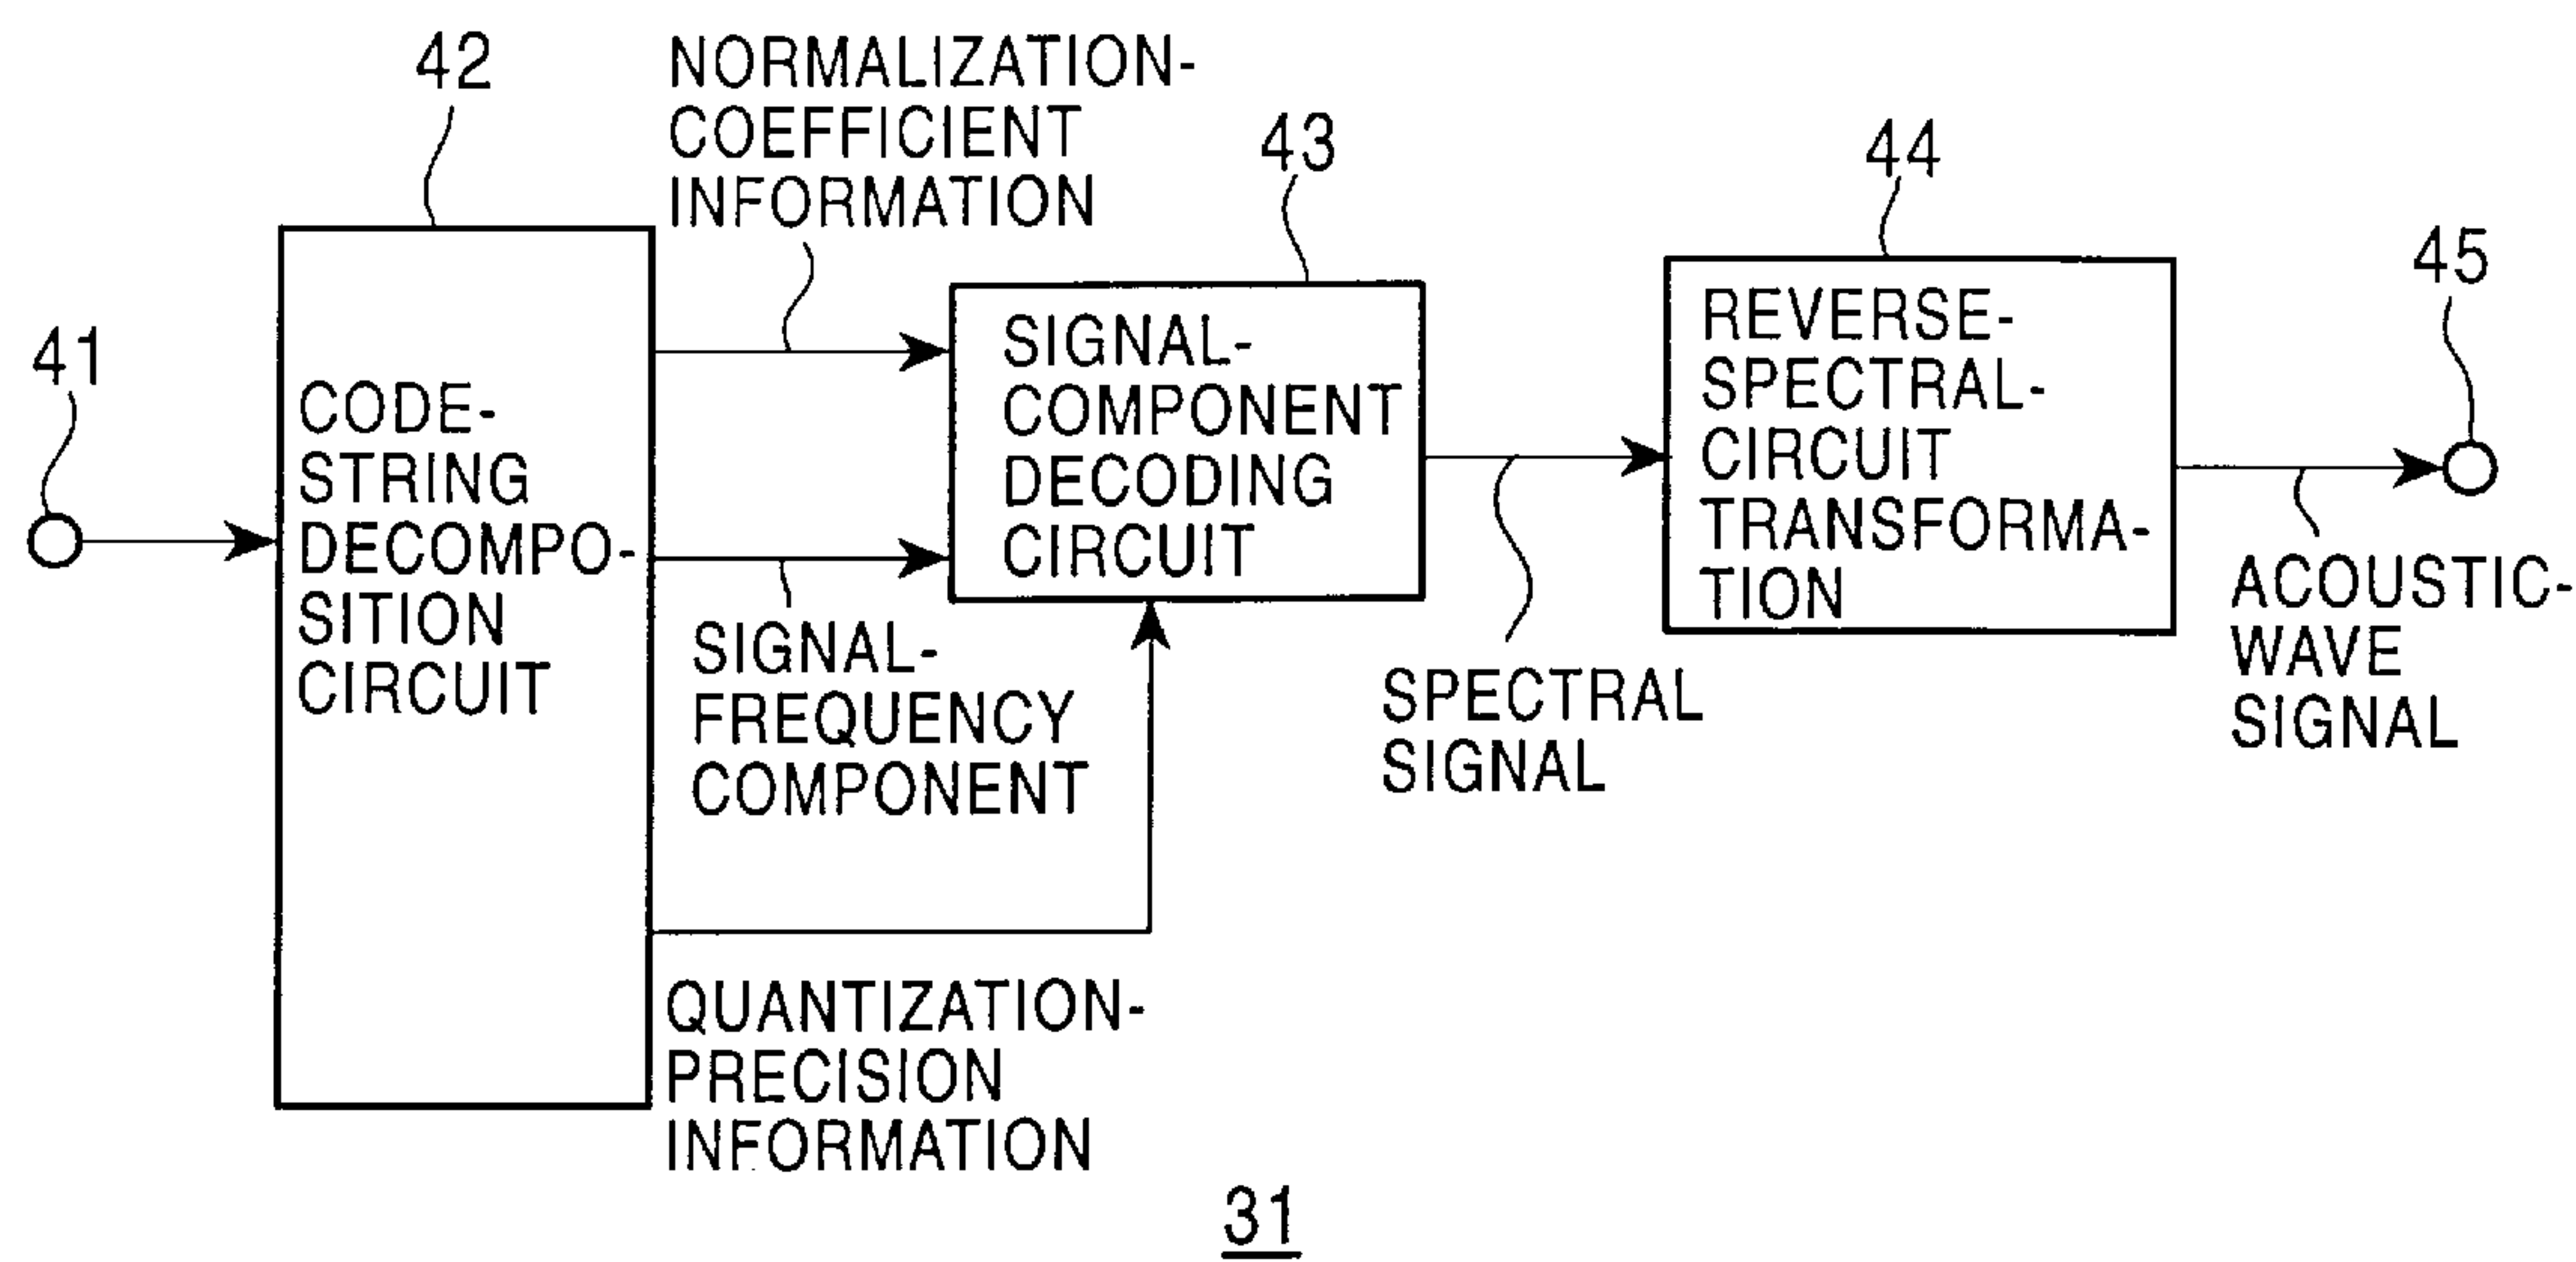 41
42
CODE-
STRING
DECOMPO-
SITION
CIRCUIT
NORMALIZATION-
COEFFICIENT
INFORMATION
SIGNAL-
FREQUENCY
COMPONENT
QUANTIZATION-
PRECISION
INFORMATION
43
SIGNAL-
COMPONENT
DECODING
CIRCUIT
SPECTRAL
SIGNAL
44
REVERSE-
SPECTRAL-
CIRCUIT
TRANSFORMA-
TION
45
ACOUSTIC-
WAVE
SIGNAL
31